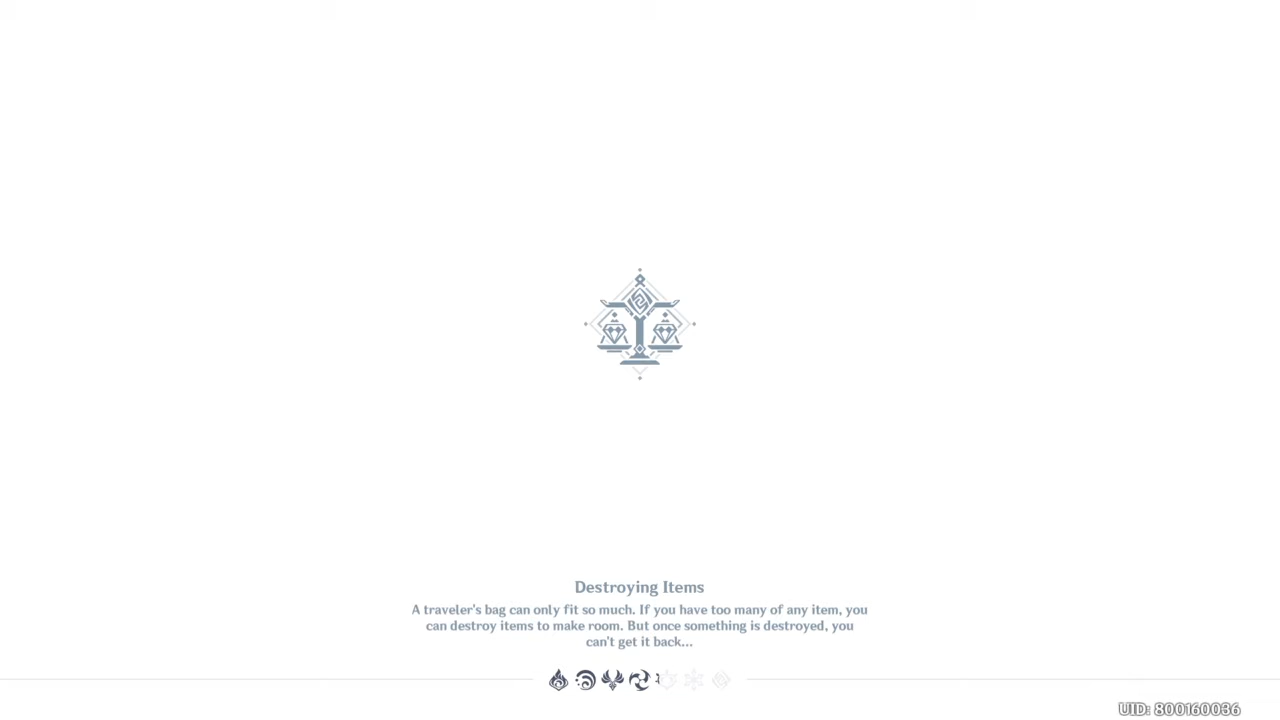 Destroying Items
A traveler's bag can only fit so much. If you have too many of any item, you
can destroy items to make room. But once something is destroyed, you
can't get it back...
UID: 800160036